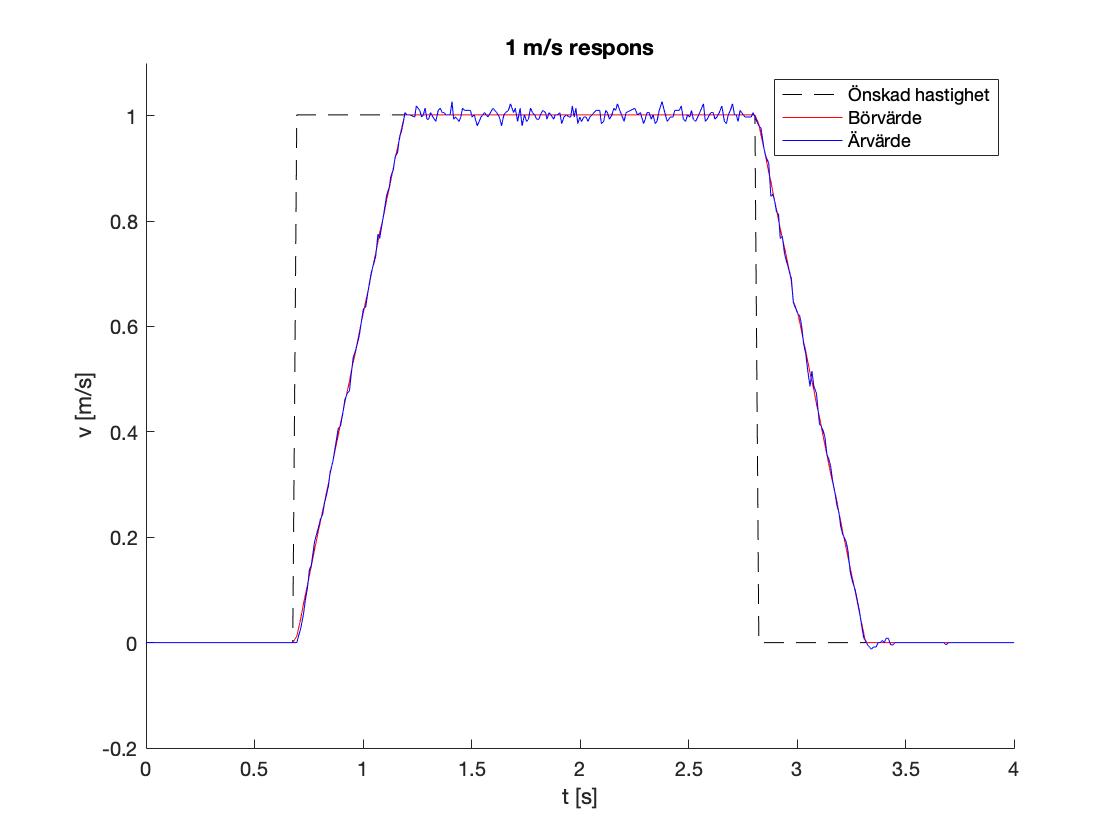 1 m/s respons
Önskad hastighet
Börvärde
Ärvärde
1
0.8
0.6
0.4
0.2
0
-0.2
v [m/s]
0 0.5 1 1.5 2 2.5 3 3.5 4
t [s]